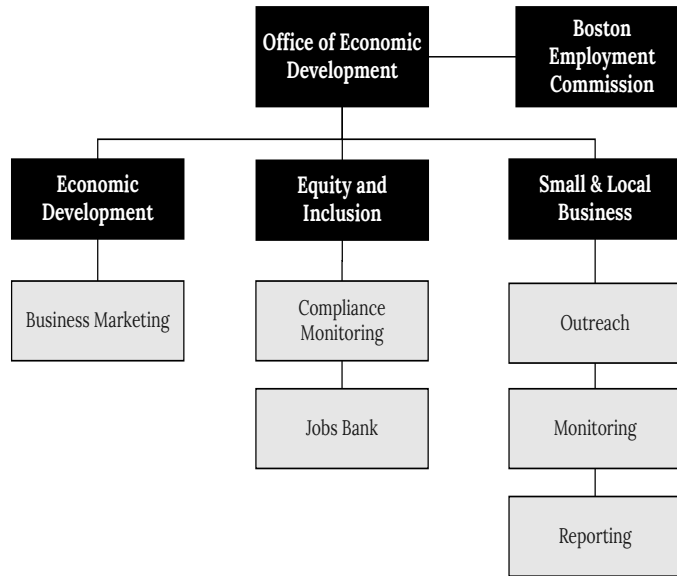 Office of Economic
Development
Boston
Employment
Commission
Economic
Development
Equity and
Inclusion
Small & Local
Business
Business Marketing
Compliance
Monitoring
Outreach
Jobs Bank
Monitoring
Reporting